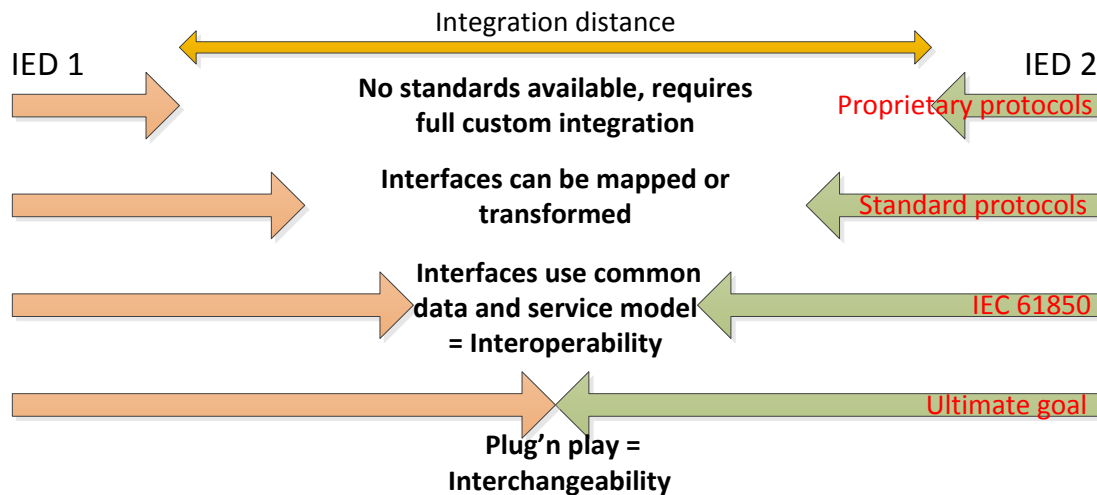 Integration distance
IED 1
IED 2
No standards available, requires
full custom integration
Proprietary protocols
Interfaces can be mapped or
transformed
Standard protocols
Interfaces use common
data and service model
= Interoperability
IEC 61850
Ultimate goal
Plug’n play =
Interchangeability